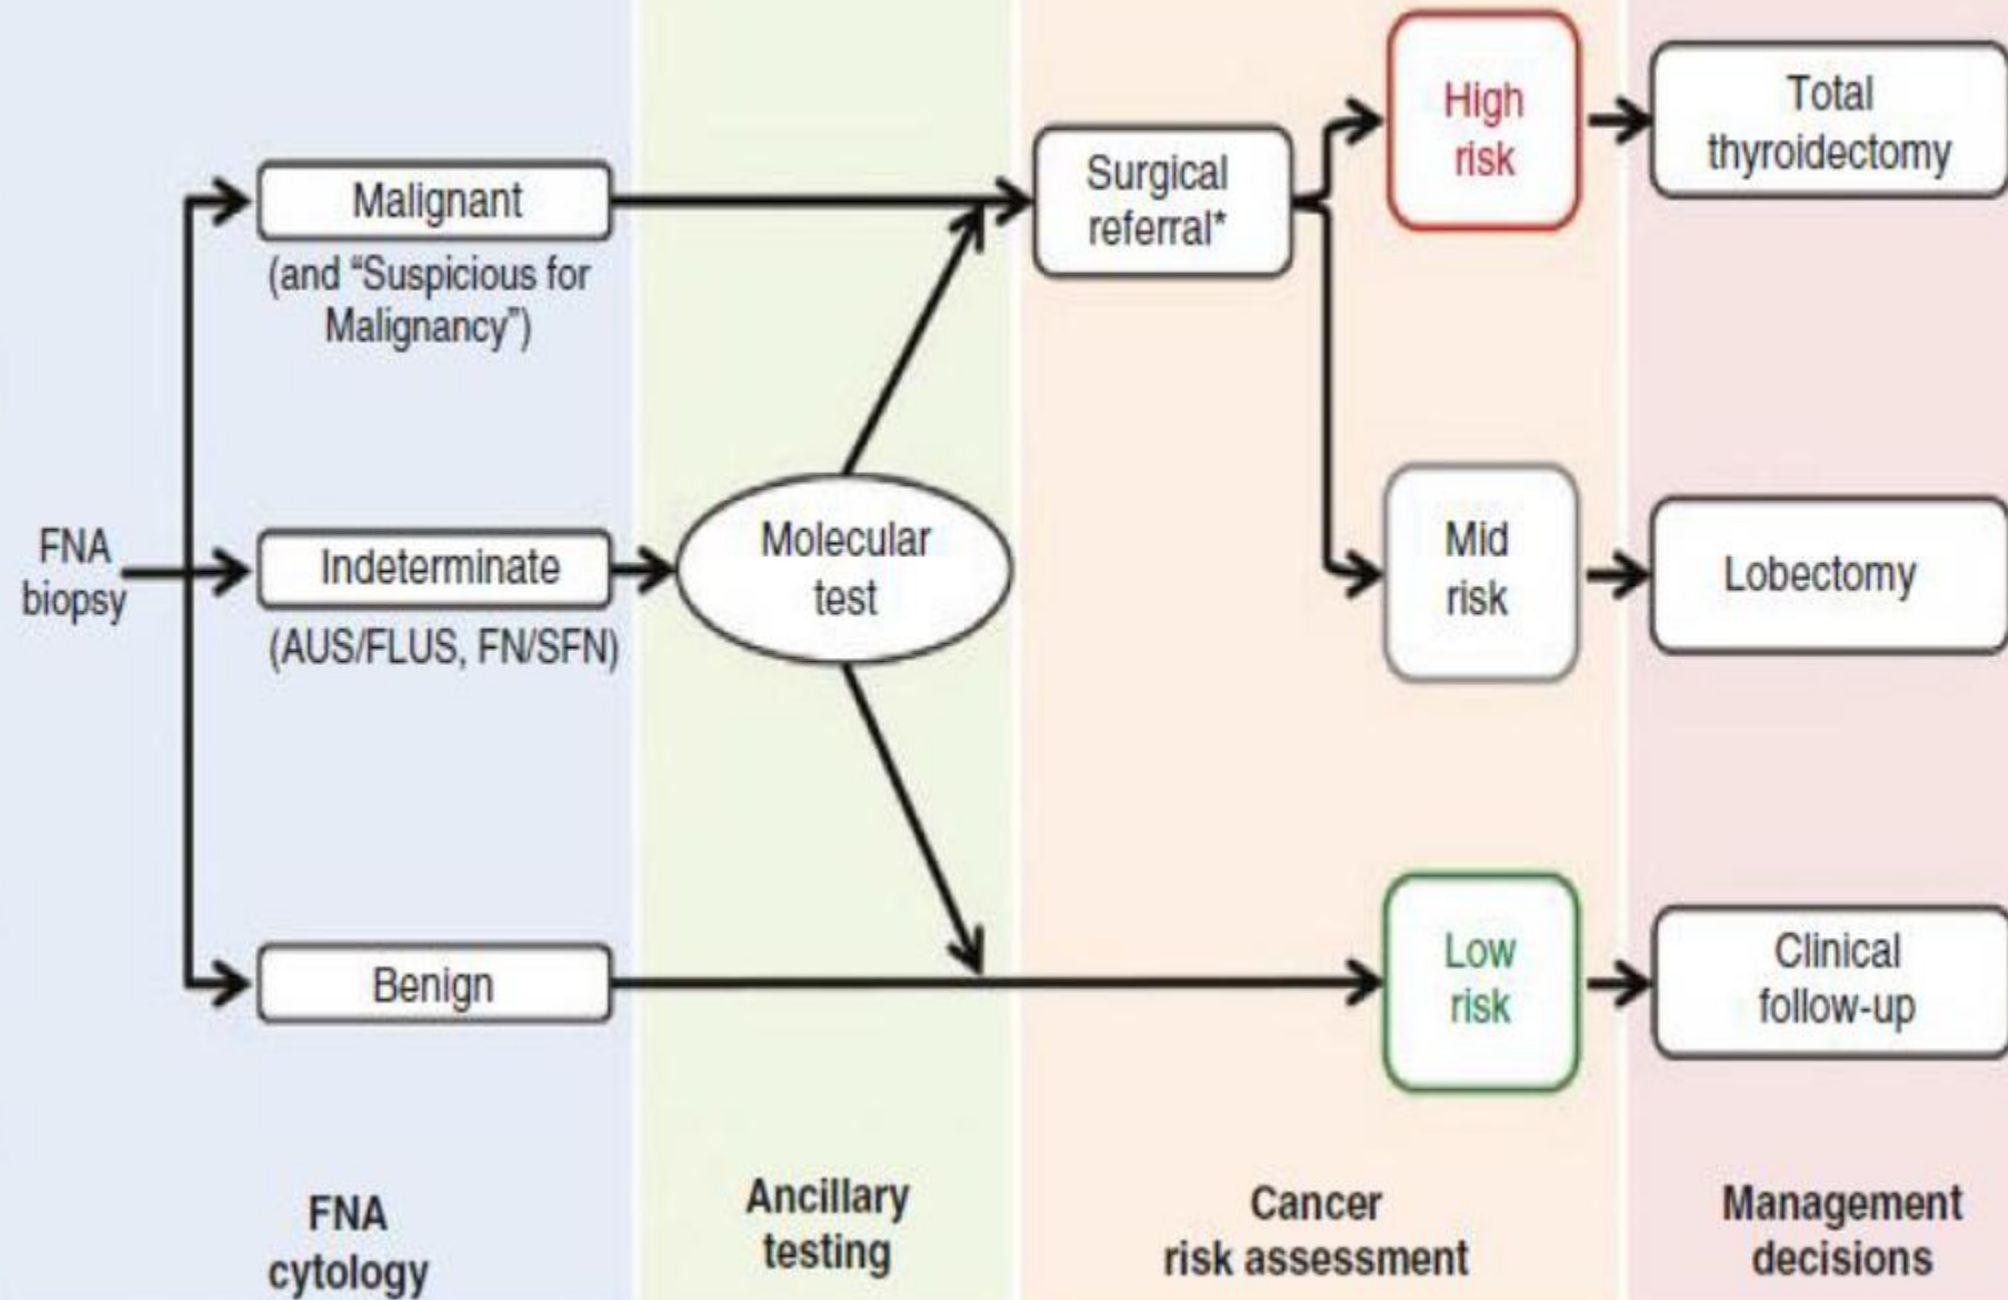 FNA
biopsy
Malignant
(and “Suspicious for
Malignancy”)
Indeterminate
(AUS/FLUS, FN/SFN)
Benign
Molecular
test
Surgical
referral*
High
risk
Mid
risk
Low
risk
Total
thyroidectomy
Lobectomy
Clinical
follow-up
FNA
cytology
Ancillary
testing
Cancer
risk assessment
Management
decisions